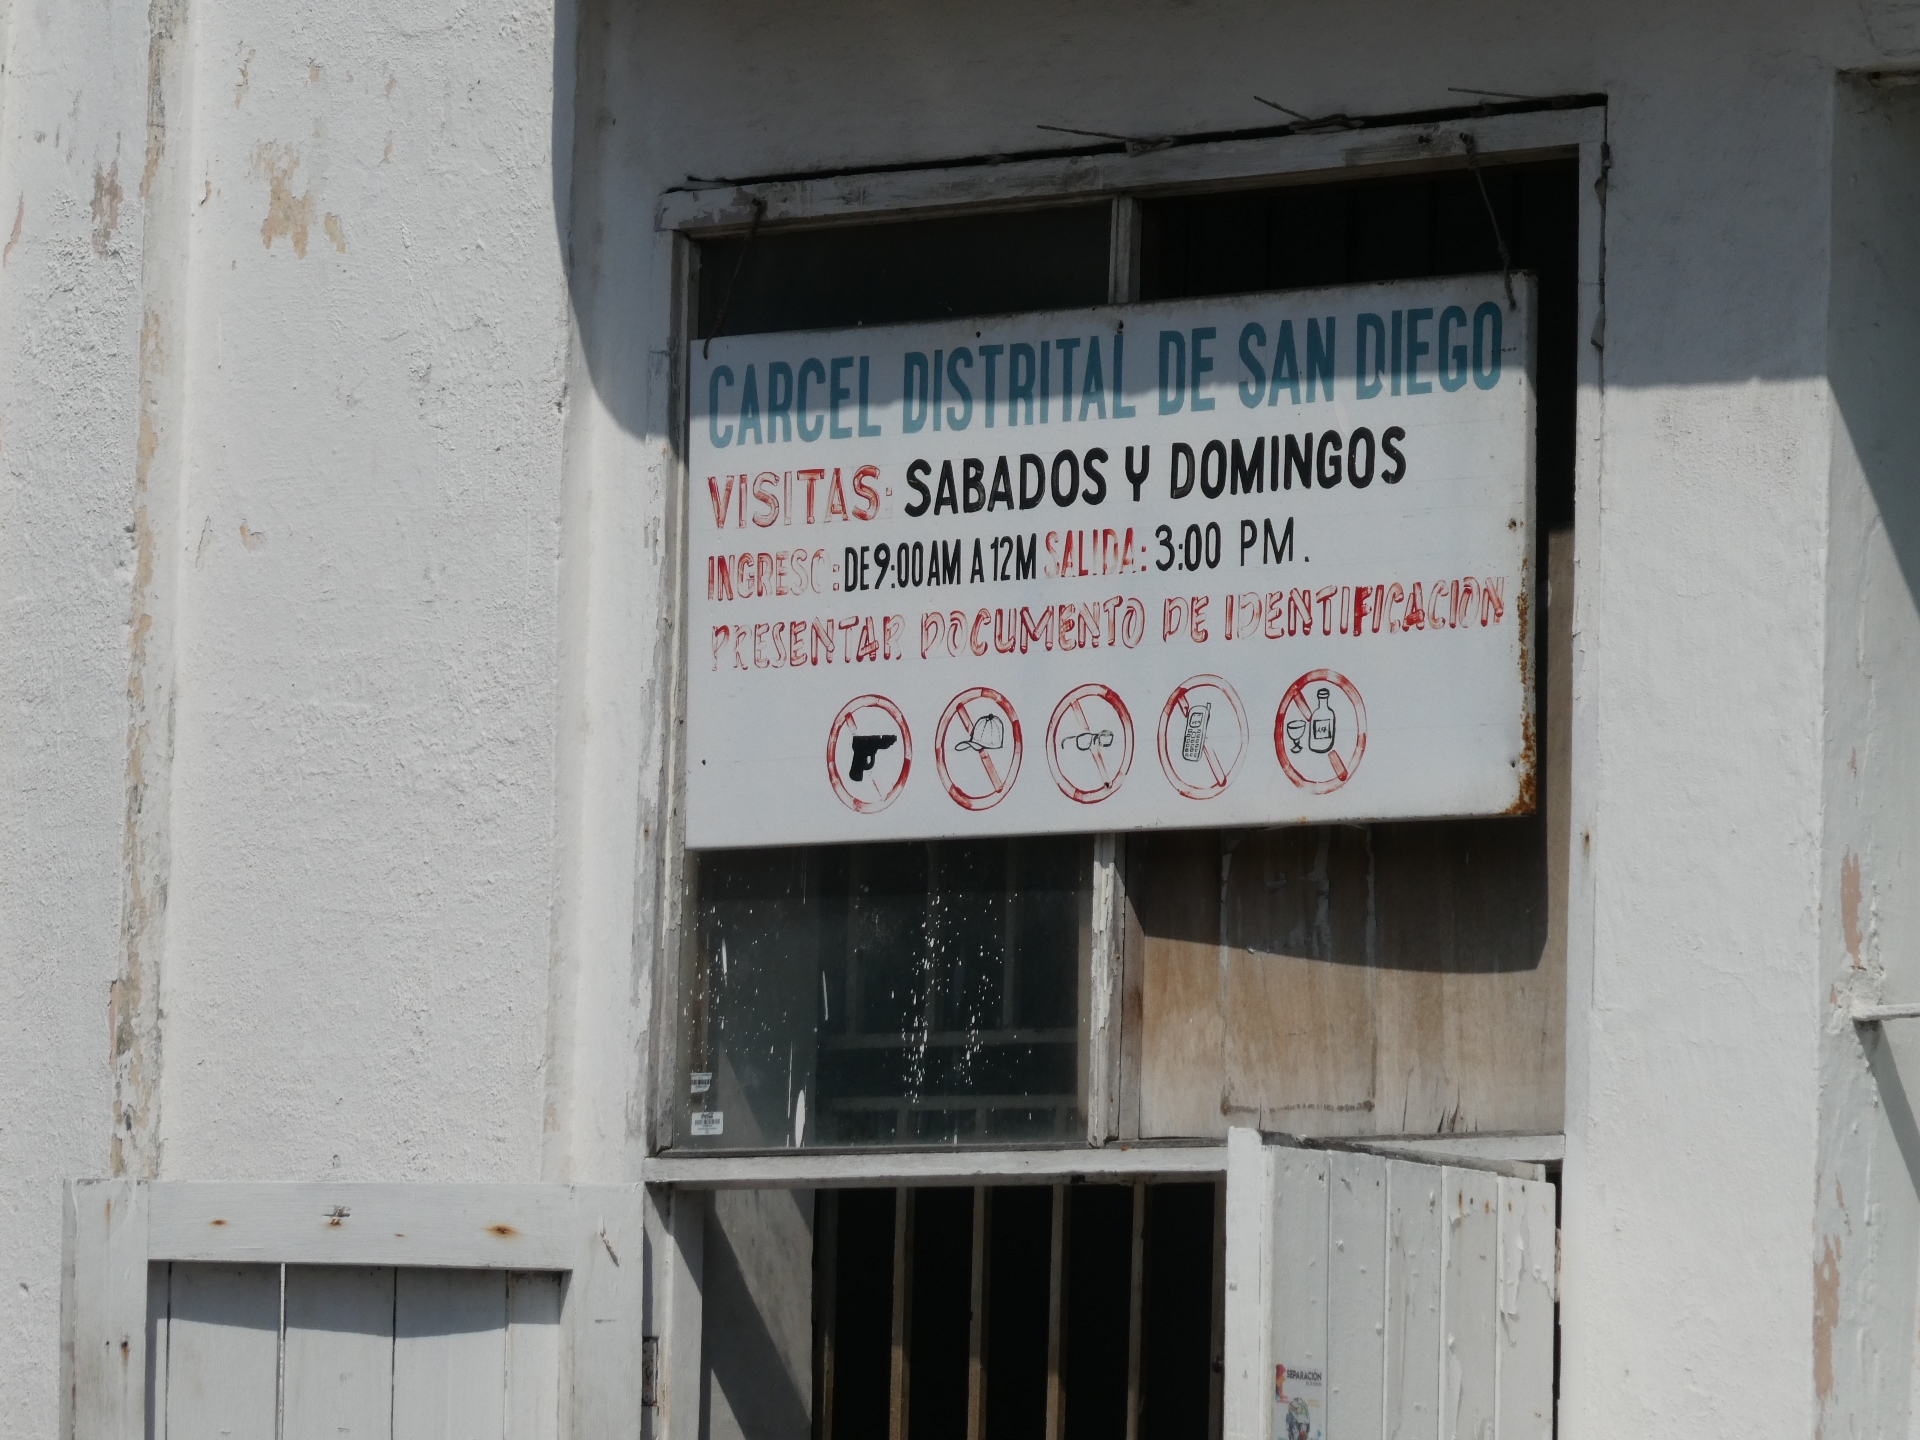 CARCEL DISTRITAL DE SAN DIEGO
VISITAS: SABADOS Y DOMINGOS
INGRESO: DE 9:00 AM A 12M SALIDA: 3:00 PM.
PRESENTAR DOCUMENTO DE IDENTIFICACION
SEPARACIÓN